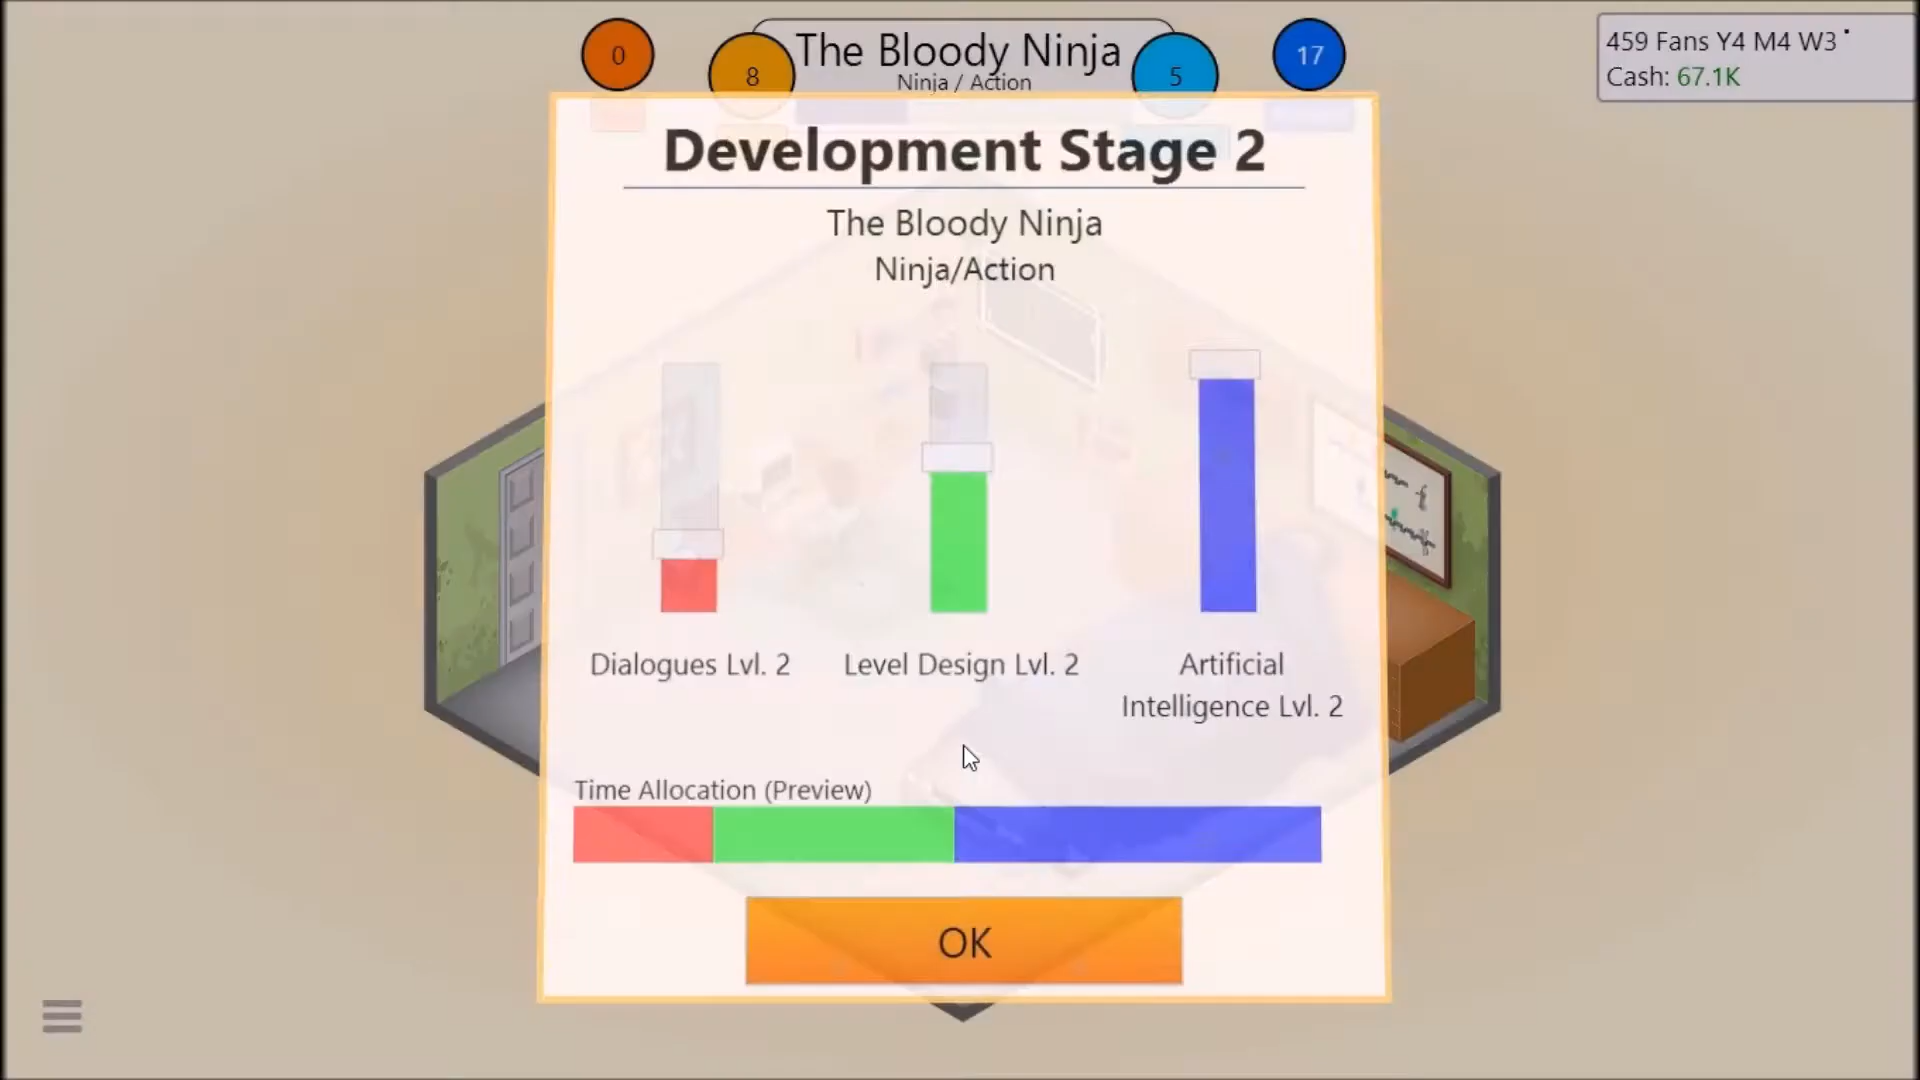 0
8
The Bloody Ninja
Ninja / Action
5
17
459 Fans Y4 M4 W3
Cash: 67.1K
Development Stage 2
The Bloody Ninja
Ninja/Action
Dialogues Lvl. 2
Level Design Lvl. 2
Artificial
Intelligence Lvl. 2
Time Allocation (Preview)
OK